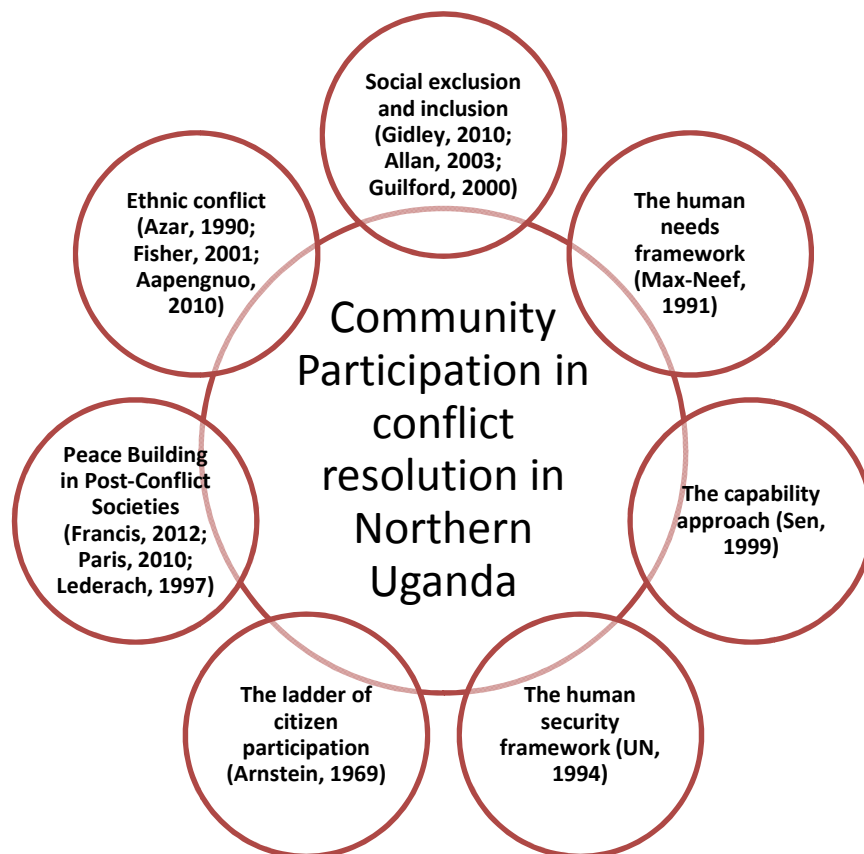 Social exclusion
and inclusion
(Gidley, 2010;
Allan, 2003;
Guilford, 2000)
Ethnic conflict
(Azar, 1990;
Fisher, 2001;
Aapengnuo,
2010)
The human
needs
framework
(Max-Neef,
1991)
Community
Participation in
conflict
resolution in
Northern
Uganda
Peace Building
in Post-Conflict
Societies
(Francis, 2012;
Paris, 2010;
Lederach, 1997)
The capability
approach (Sen,
1999)
The ladder of
citizen
participation
(Arnstein, 1969)
The human
security
framework (UN,
1994)